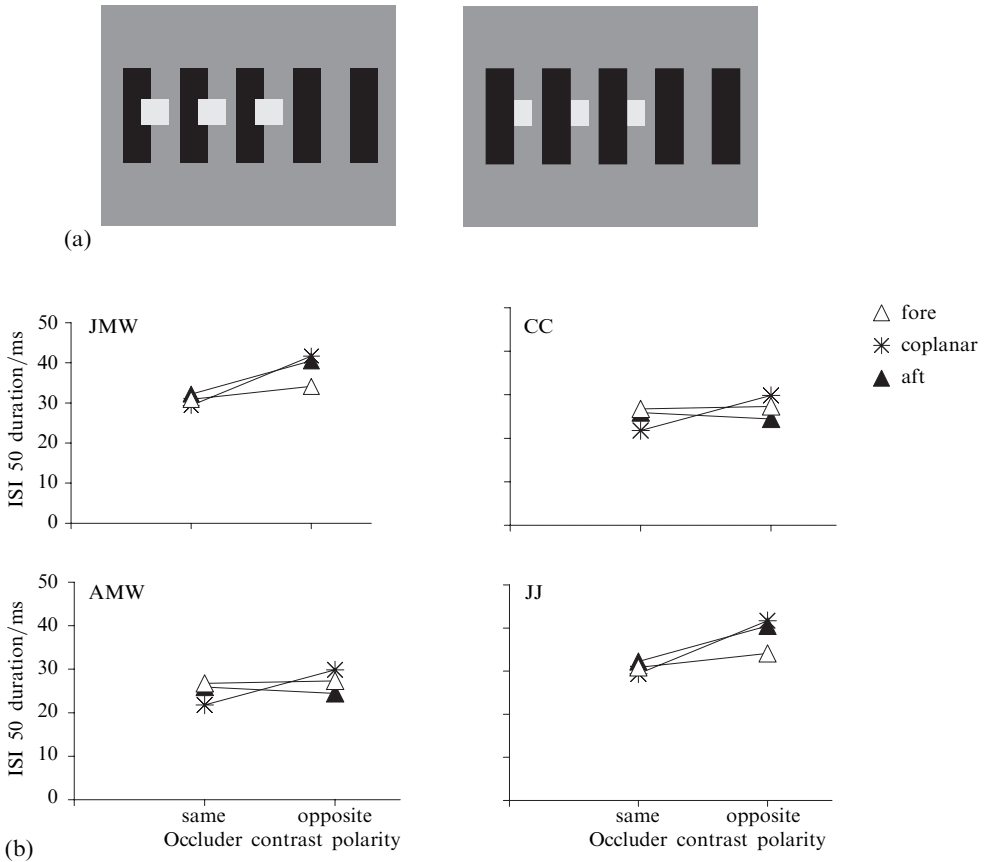 (a)
JMW
50
40
30
20
10
0
ISI 50 duration/ms
CC
fore
coplanar
aft
AMW
50
40
30
20
10
0
ISI 50 duration/ms
same opposite
Occluder contrast polarity
JJ
same opposite
Occluder contrast polarity
(b)